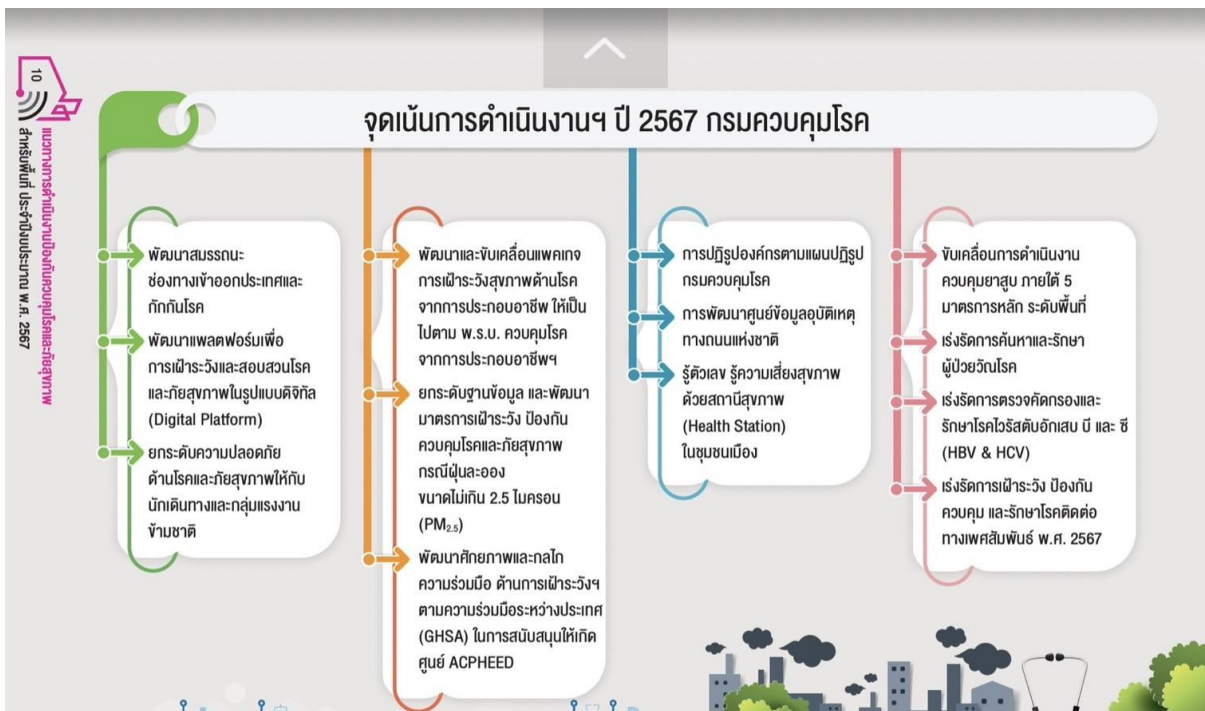 10
แนวทางการดำเนินงานป้องกันควบคุมโรคและภัยสุขภาพ
สำหรับพื้นที่ ประจำปีงบประมาณ พ.ศ. 2567
จุดเน้นการดำเนินงานฯ ปี 2567 กรมควบคุมโรค
พัฒนาสมรรถนะ
ช่องทางเข้าออกประเทศและ
กักกันโรค
พัฒนาแพลตฟอร์มเพื่อ
การเฝ้าระวังและสอบสวนโรค
และภัยสุขภาพในรูปแบบดิจิทัล
(Digital Platform)
ยกระดับความปลอดภัย
ด้านโรคและภัยสุขภาพให้กับ
นักเดินทางและกลุ่มแรงงาน
ข้ามชาติ
พัฒนาและขับเคลื่อนแพคเกจ
การเฝ้าระวังสุขภาพด้านโรค
จากการประกอบอาชีพ ให้เป็น
ไปตาม พ.ร.บ. ควบคุมโรค
จากการประกอบอาชีพฯ
ยกระดับฐานข้อมูล และพัฒนา
มาตรการเฝ้าระวัง ป้องกัน
ควบคุมโรคและภัยสุขภาพ
กรณีฝุ่นละออง
ขนาดไม่เกิน 2.5 ไมครอน
(PM₂.₅)
พัฒนาศักยภาพและกลไก
ความร่วมมือ ด้านการเฝ้าระวังฯ
ตามความร่วมมือระหว่างประเทศ
(GHSA) ในการสนับสนุนให้เกิด
ศูนย์ ACPHEED
การปฏิรูปองค์กรตามแผนปฏิรูป
กรมควบคุมโรค
การพัฒนาศูนย์ข้อมูลอุบัติเหตุ
ทางถนนแห่งชาติ
รู้ตัวเลข รู้ความเสี่ยงสุขภาพ
ด้วยสถานีสุขภาพ
(Health Station)
ในชุมชนเมือง
ขับเคลื่อนการดำเนินงาน
ควบคุมยาสูบ ภายใต้ 5
มาตรการหลัก ระดับพื้นที่
เร่งรัดการค้นหาและรักษา
ผู้ป่วยวัณโรค
เร่งรัดการตรวจคัดกรองและ
รักษาโรคไวรัสตับอักเสบ บี และ ซี
(HBV & HCV)
เร่งรัดการเฝ้าระวัง ป้องกัน
ควบคุม และรักษาโรคติดต่อ
ทางเพศสัมพันธ์ พ.ศ. 2567